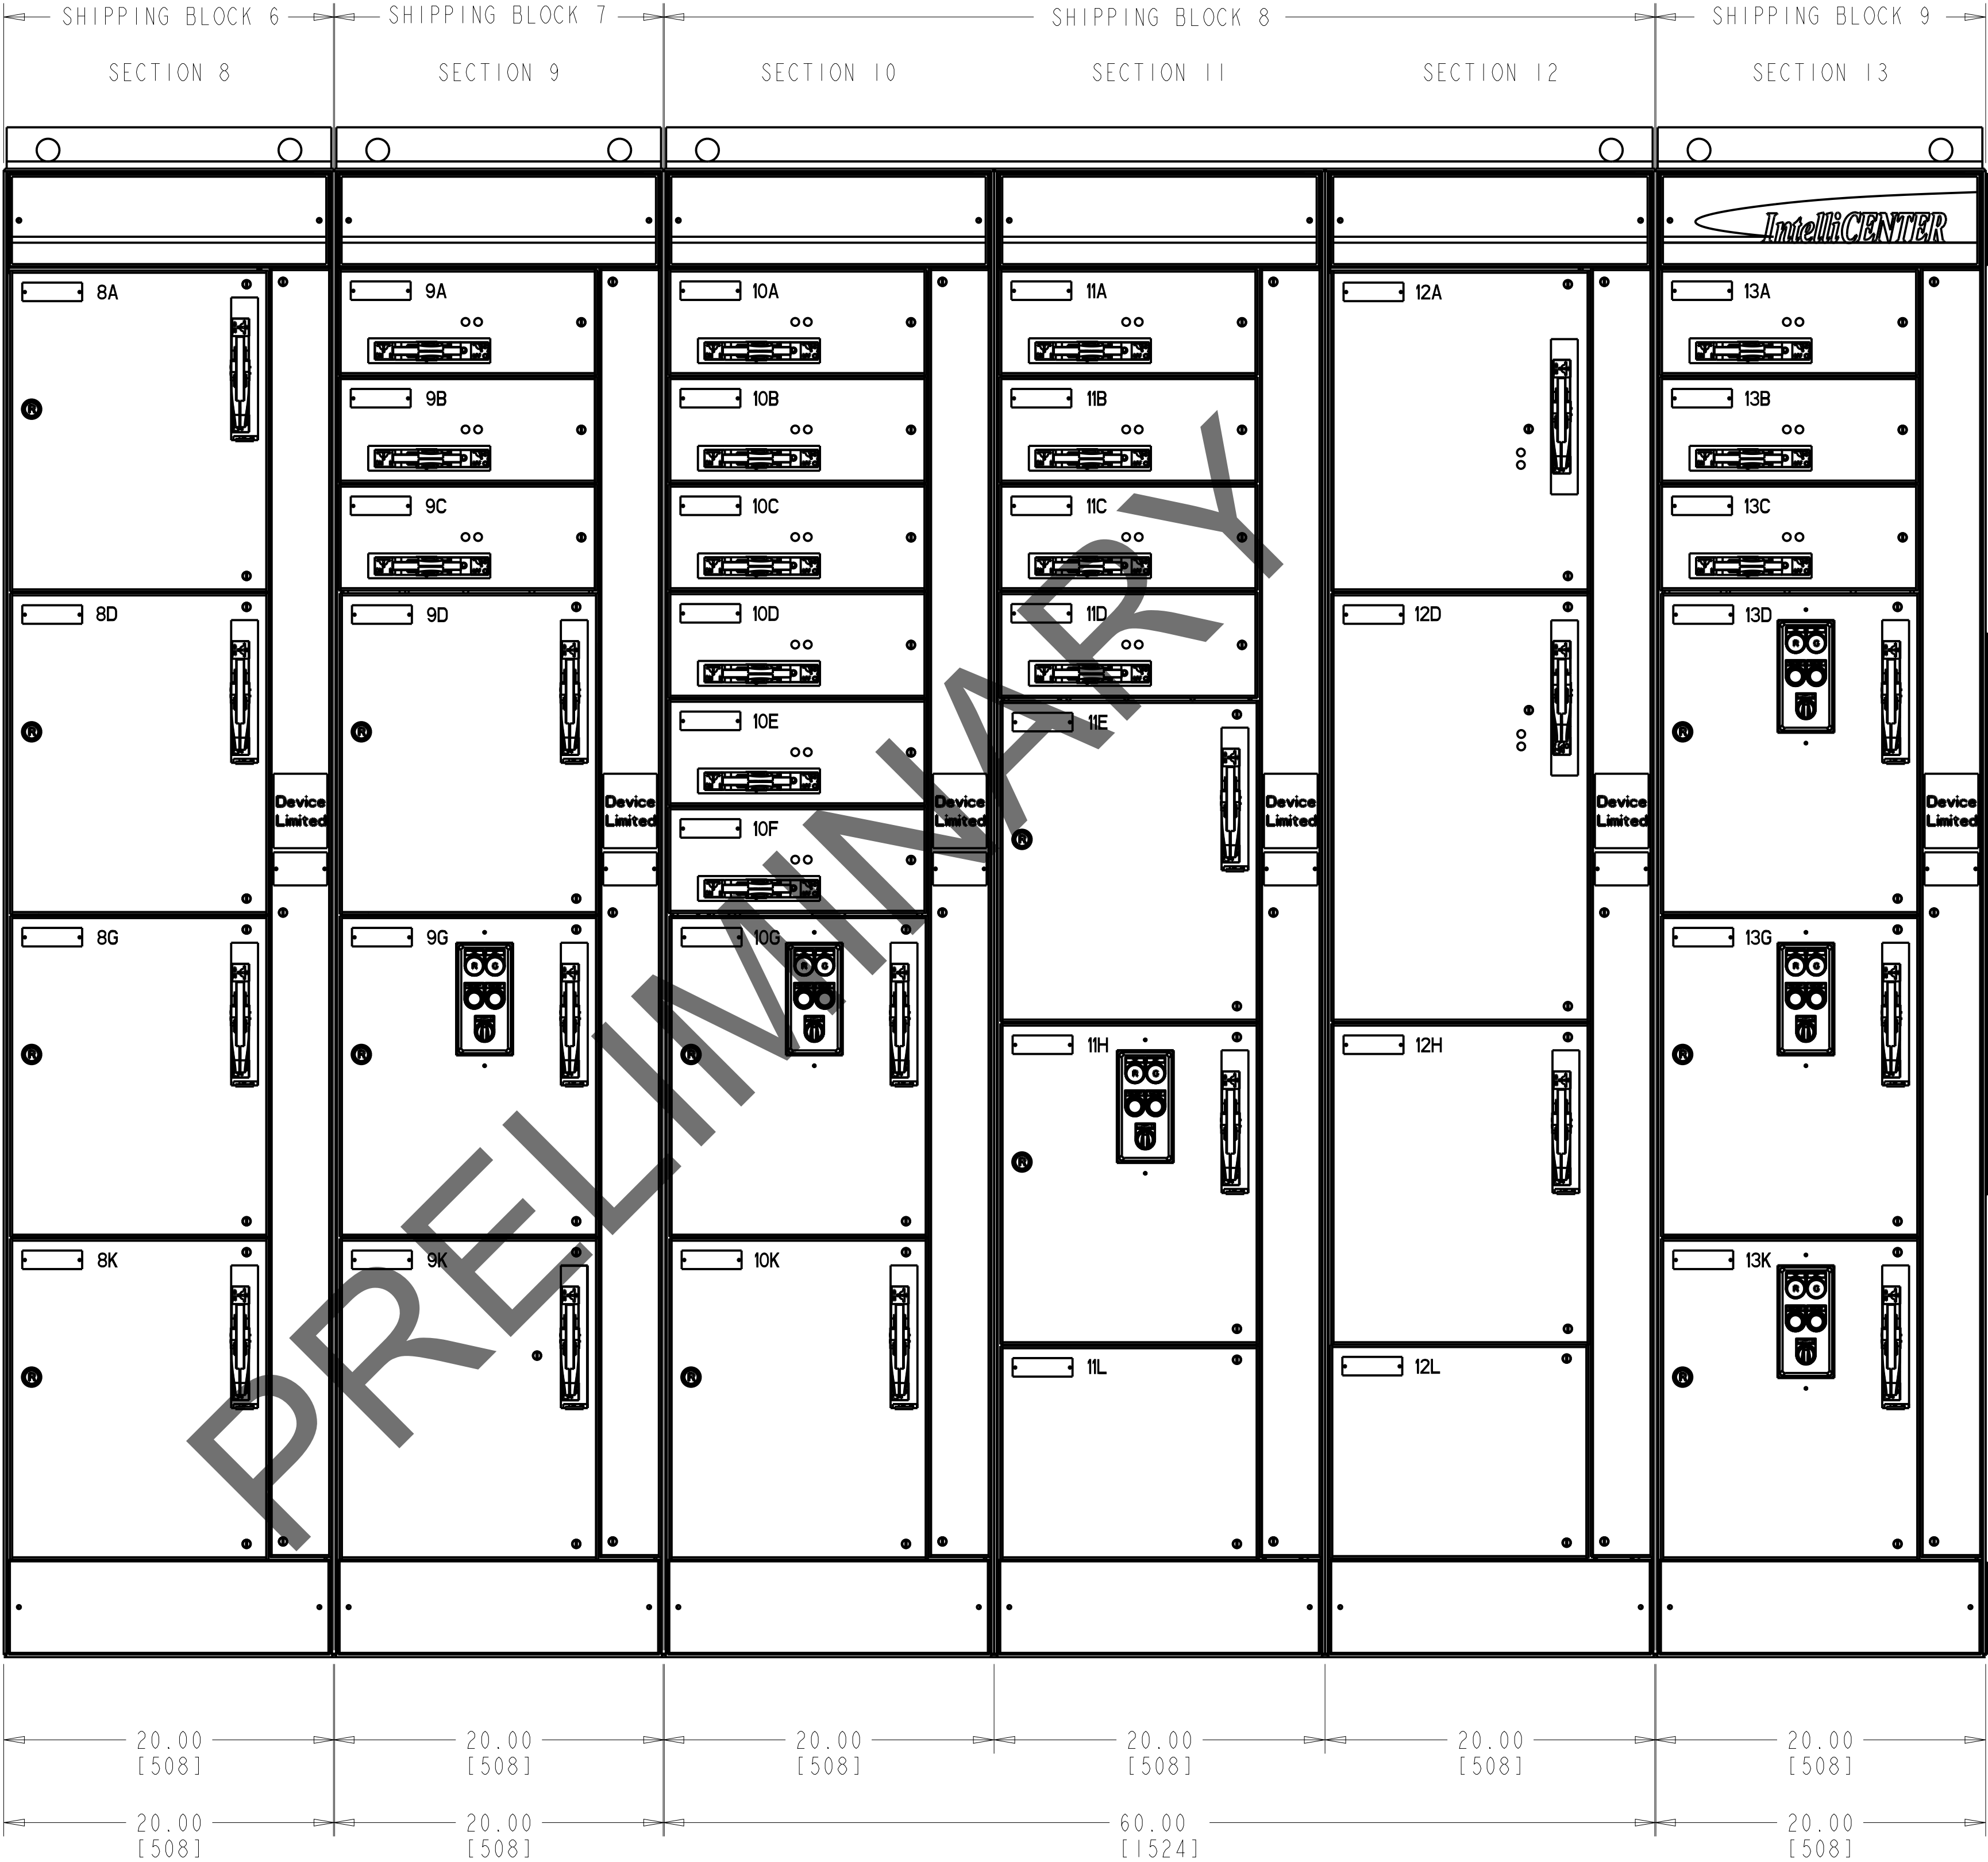 SHIPPING BLOCK 6
SHIPPING BLOCK 7
SHIPPING BLOCK 8
SHIPPING BLOCK 9
SECTION 8
SECTION 9
SECTION 10
SECTION 11
SECTION 12
SECTION 13
IntelliCENTER
8A
9A
10A
11A
12A
13A
9B
10B
11B
13B
R
9C
10C
11C
13C
8D
9D
10D
11D
12D
13D
R G
R
R
R
10E
11E
Device
Limited
Device
Limited
Device
Limited
Device
Limited
Device
Limited
Device
Limited
10F
R
8G
9G
10G
13G
R G
R G
R G
R
R
R
R
11H
12H
R G
R
8K
9K
10K
13K
R G
R
R
R
11L
12L
PRELIMINARY
20.00
[508]
20.00
[508]
20.00
[508]
20.00
[508]
20.00
[508]
20.00
[508]
20.00
[508]
20.00
[508]
60.00
[1524]
20.00
[508]